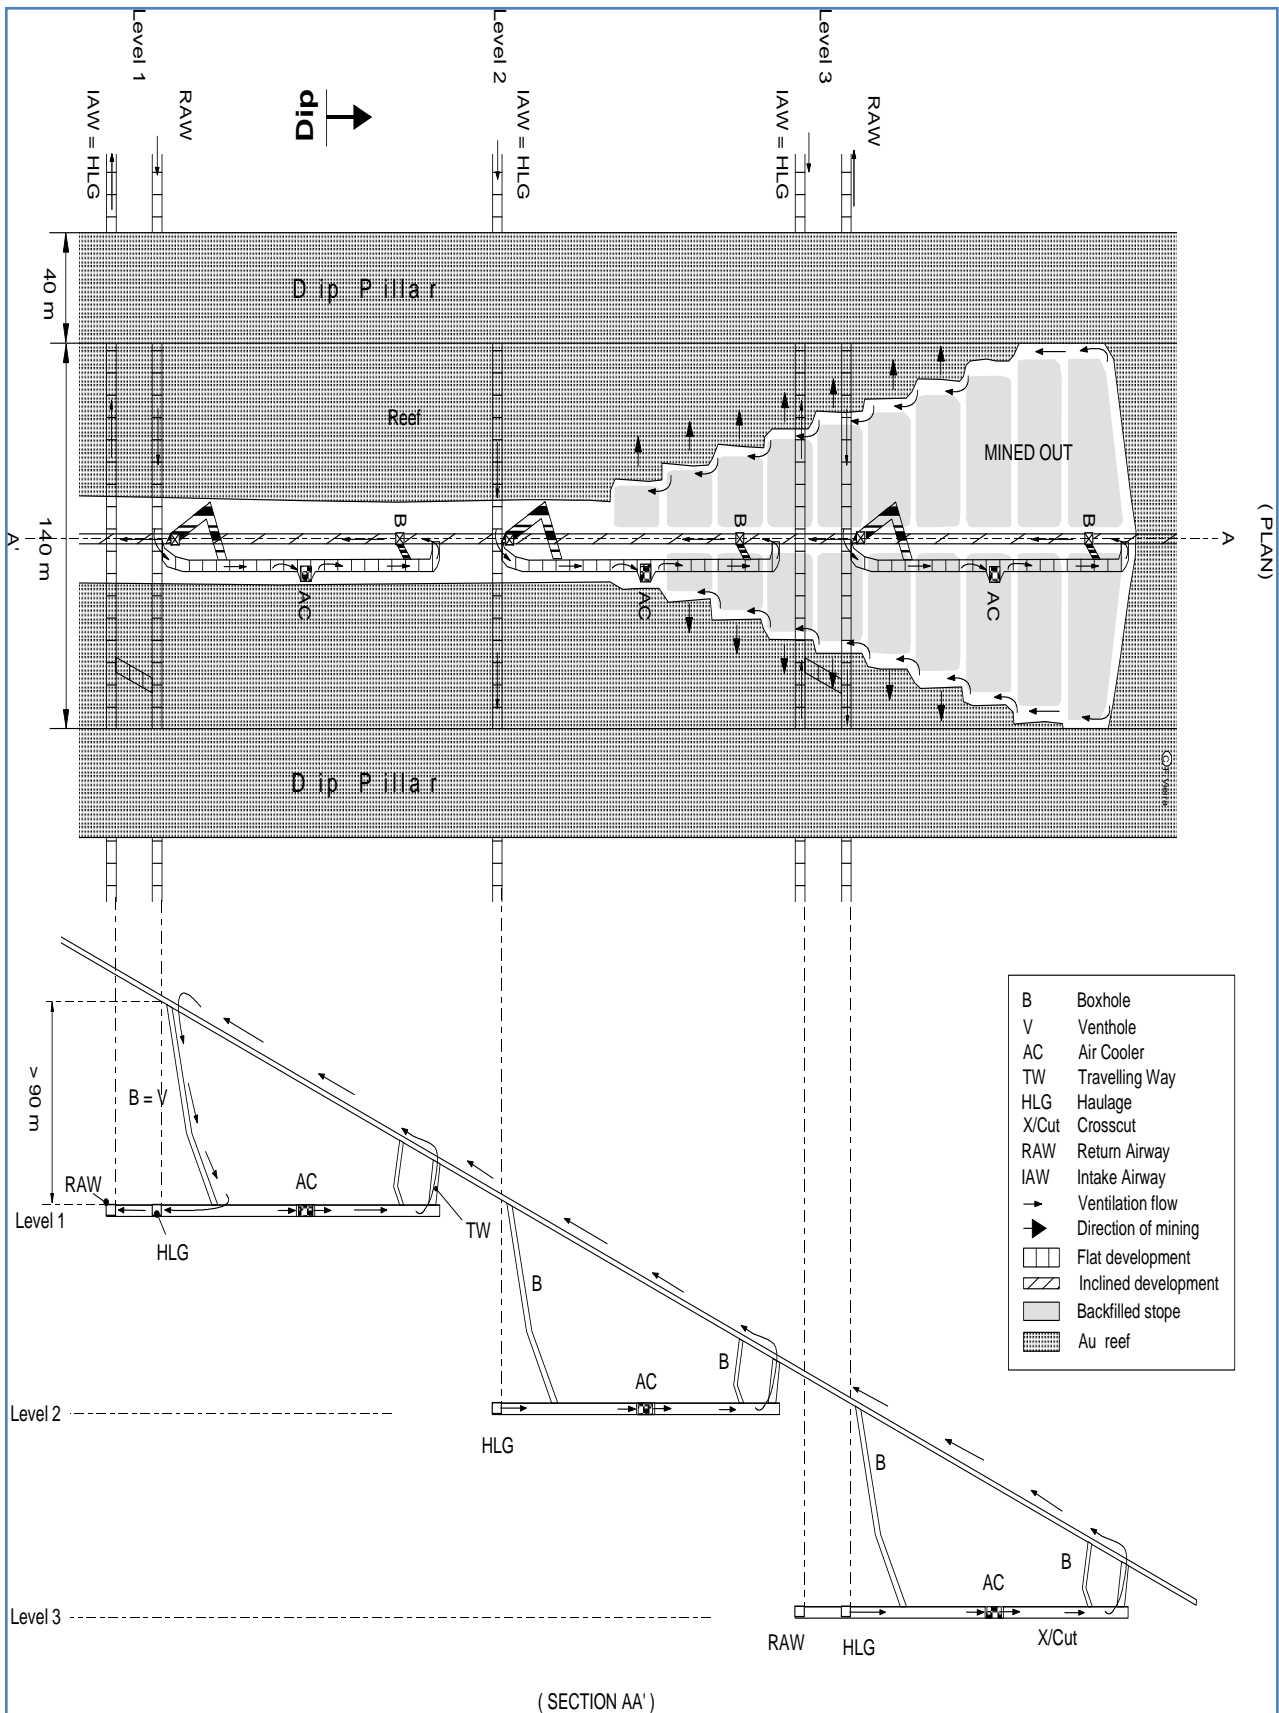 Level 1
IAW = HLG
RAW
Dip
Level 2
IAW = HLG
IAW = HLG
Level 3
RAW
40 m
Dip Pillar
Reef
MINED OUT
140 m
A'
B
AC
B
AC
B
AC
A
( PLAN)
Dip Pillar
> 90 m
B = V
RAW
AC
Level 1
HLG
TW
B
B
AC
Level 2
HLG
B
B
AC
Level 3
RAW
HLG
X/Cut
B Boxhole
V Venthole
AC Air Cooler
TW Travelling Way
HLG Haulage
X/Cut Crosscut
RAW Return Airway
IAW Intake Airway
Ventilation flow
Direction of mining
Flat development
Inclined development
Backfilled stope
Au reef
( SECTION AA' )